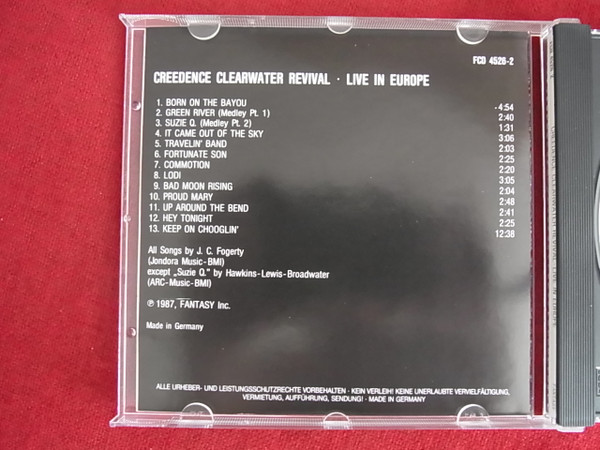 FCD 4526-2
CREEDENCE CLEARWATER REVIVAL · LIVE IN EUROPE
1. BORN ON THE BAYOU -4:54
2. GREEN RIVER (Medley Pt. 1) 2:40
3. SUZIE Q. (Medley Pt. 2) 1:31
4. IT CAME OUT OF THE SKY 3:06
5. TRAVELIN' BAND 2:03
6. FORTUNATE SON 2:25
7. COMMOTION 2:20
8. LODI 3:05
9. BAD MOON RISING 2:04
10. PROUD MARY 2:48
11. UP AROUND THE BEND 2:41
12. HEY TONIGHT 2:25
13. KEEP ON CHOOGLIN' 12:38
All Songs by J. C. Fogerty
(Jondora Music-BMI)
except „Suzie Q.” by Hawkins-Lewis-Broadwater
(ARC-Music-BMI)
℗ 1987, FANTASY Inc.
Made in Germany
ALLE URHEBER- UND LEISTUNGSSCHUTZRECHTE VORBEHALTEN · KEIN VERLEIH! KEINE UNERLAUBTE VERVIELFÄLTIGUNG,
VERMIETUNG, AUFFÜHRUNG, SENDUNG! · MADE IN GERMANY